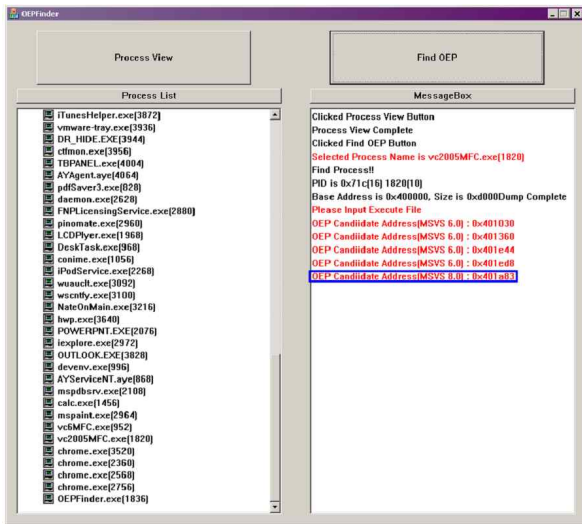 OEPFinder
Process View
Find OEP
Process List
MessageBox
iTunesHelper.exe(3872)
vmware-tray.exe(3936)
DR_HIDE.EXE(3944)
ctfmon.exe(3956)
TBPANEL.exe(4004)
AYAgent.aye(4064)
pdfSaver3.exe(828)
daemon.exe(2628)
FNPLicensingService.exe(2880)
pinomate.exe(2960)
LCDPlyer.exe(1968)
DeskTask.exe(968)
conime.exe(1056)
iPodService.exe(2268)
wuauclt.exe(3092)
wscntfy.exe(3100)
NateOnMain.exe(3216)
hwp.exe(3640)
POWERPNT.EXE(2076)
iexplore.exe(2972)
OUTLOOK.EXE(3828)
devenv.exe(996)
AYServiceNT.aye(868)
mspdbsrv.exe(2108)
calc.exe(1456)
mspaint.exe(2964)
vc6MFC.exe(952)
vc2005MFC.exe(1820)
chrome.exe(3520)
chrome.exe(2360)
chrome.exe(2568)
chrome.exe(2756)
OEPFinder.exe(1836)
Clicked Process View Button
Process View Complete
Clicked Find OEP Button
Selected Process Name is vc2005MFC.exe(1820)
Find Process!!
PID is 0x71c(16) 1820(10)
Base Address is 0x400000, Size is 0xd000Dump Complete
Please Input Execute File
OEP Candiidate Address(MSVS 6.0) : 0x401030
OEP Candiidate Address(MSVS 6.0) : 0x401360
OEP Candiidate Address(MSVS 6.0) : 0x401e44
OEP Candiidate Address(MSVS 6.0) : 0x401ed8
OEP Candiidate Address(MSVS 8.0) : 0x401a83